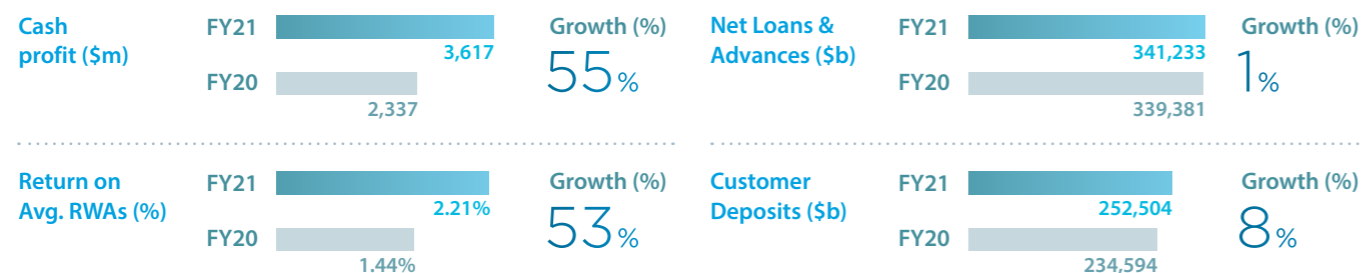 Cash
profit ($m)
FY21
3,617
FY20
2,337
Growth (%)
55%
Net Loans &
Advances ($b)
FY21
341,233
FY20
339,381
Growth (%)
1%
Return on
Avg. RWAs (%)
FY21
2.21%
FY20
1.44%
Growth (%)
53%
Customer
Deposits ($b)
FY21
252,504
FY20
234,594
Growth (%)
8%